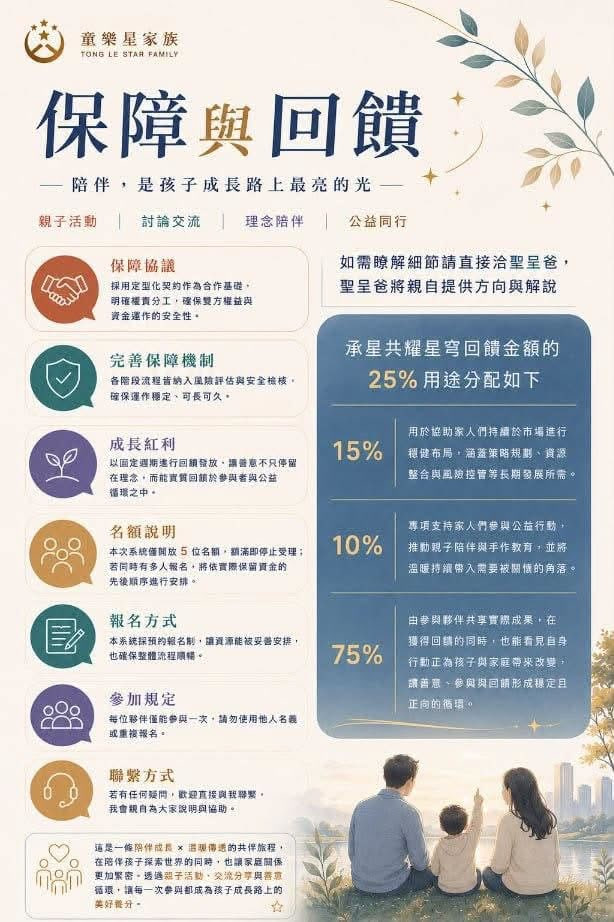 童樂星家族
TONG LE STAR FAMILY
保障與回饋
陪伴,是孩子成長路上最亮的光
親子活動 | 討論交流 | 理念陪伴 | 公益同行
保障協議
採用定型化契約作為合作基礎,
明確權責分工,確保雙方權益與
資金運作的安全性。
完善保障機制
各階段流程皆納入風險評估與安全檢核,
確保運作穩定、可長可久。
成長紅利
以固定週期進行回饋發放,讓善意不只停留
在理念,而能實質回饋於參與者與公益
循環之中。
名額說明
本次系統僅開放 5 位名額,額滿即停止受理;
若同時有多人報名,將依實際保留資金的
先後順序進行安排。
報名方式
本系統採預約報名制,讓資源能被妥善安排,
也確保整體流程順暢。
參加規定
每位夥伴僅能參與一次,請勿使用他人名義
或重複報名。
聯繫方式
若有任何疑問,歡迎直接與我聯繫,
我會親自為大家說明與協助。
這是一條陪伴成長 × 溫暖傳遞的共伴旅程,
在陪伴孩子探索世界的同時,也讓家庭關係
更加緊密。透過親子活動、交流分享與善意
循環,讓每一次參與都成為孩子成長路上的
美好養分。
如需瞭解細節請直接洽聖呈爸,
聖呈爸將親自提供方向與解說
承星共耀星穹回饋金額的
25% 用途分配如下
15%
用於協助家人們持續於市場進行
穩健布局,涵蓋策略規劃、資源
整合與風險控管等長期發展所需。
10%
專項支持家人們參與公益行動,
推動親子陪伴與手作教育,並將
溫暖持續帶入需要被關懷的角落。
75%
由參與夥伴共享實際成果,在
獲得回饋的同時,也能看見自身
行動正為孩子與家庭帶來改變,
讓善意、參與與回饋形成穩定且
正向的循環。